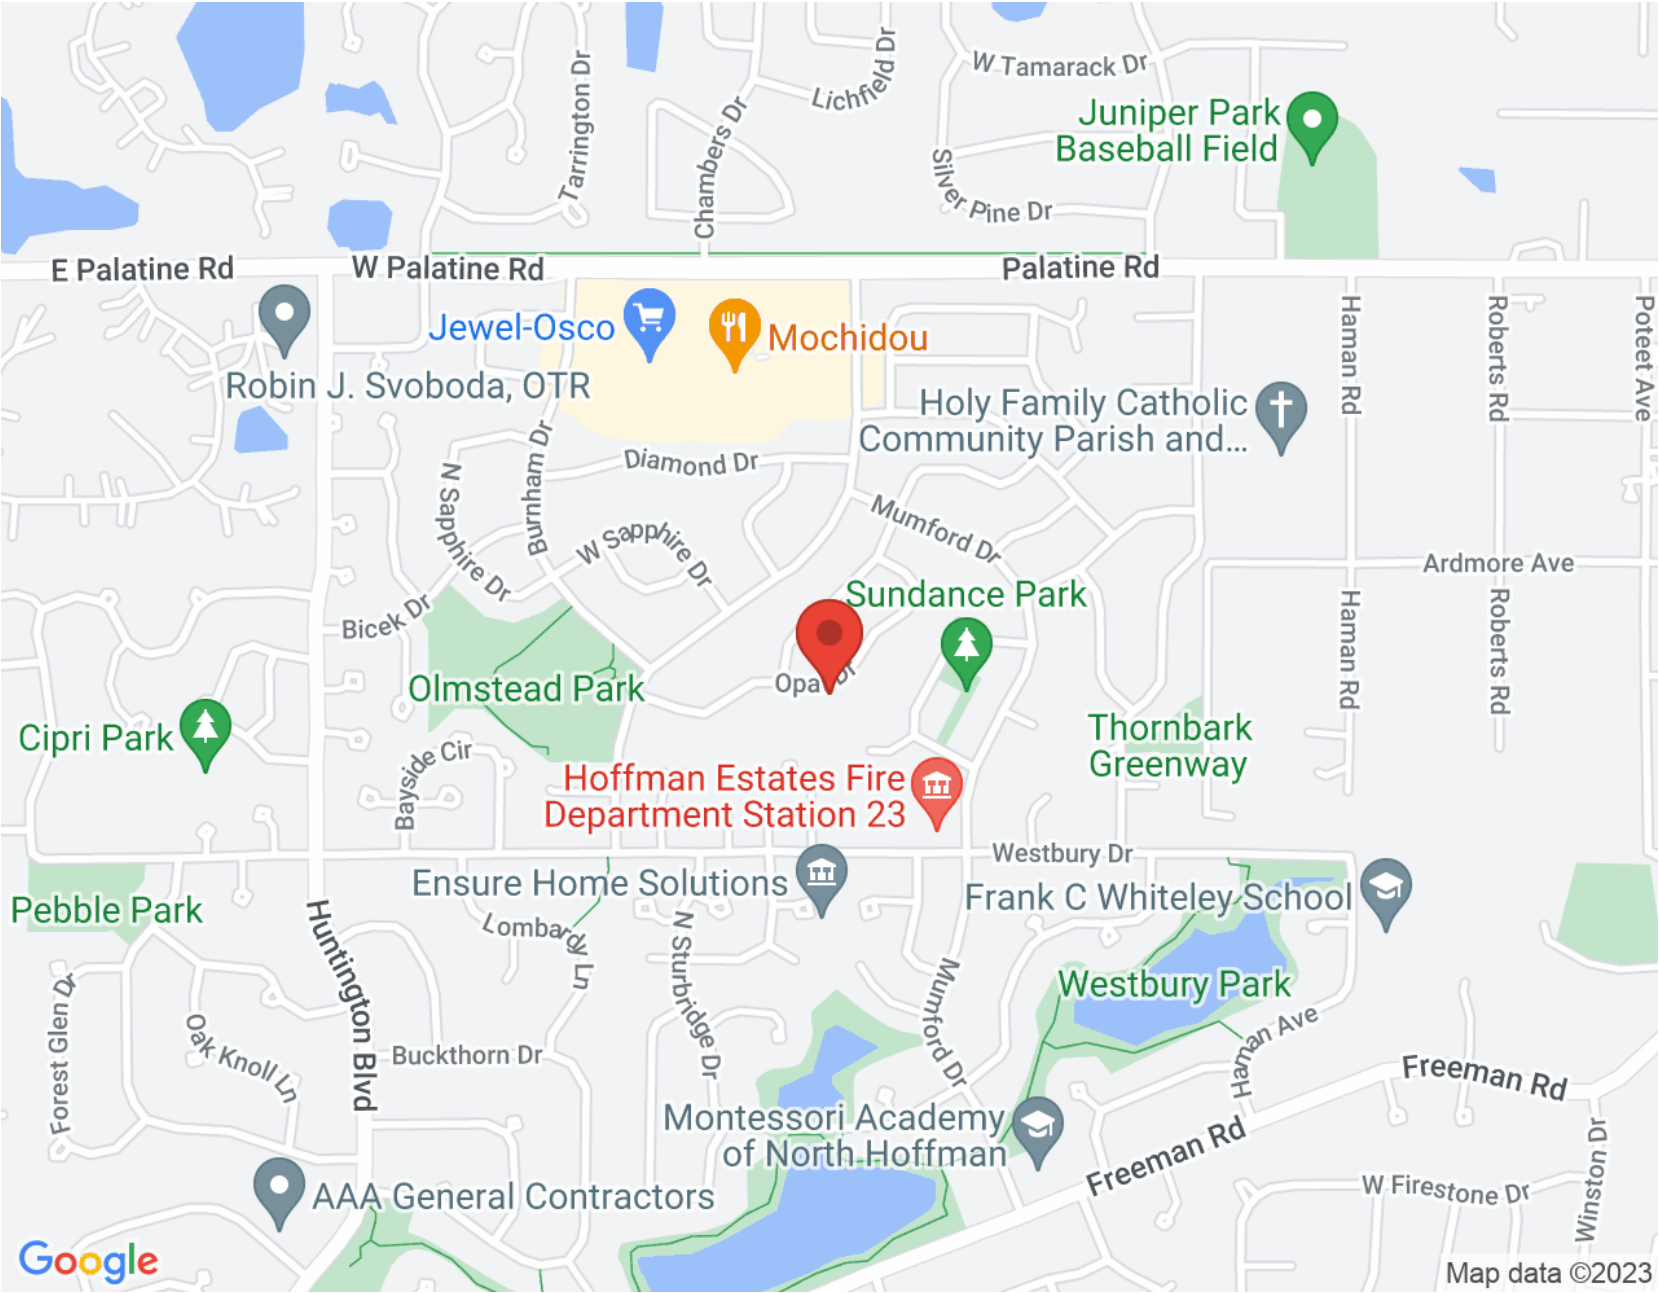 Lichfield Dr
W Tamarack Dr
Tarrington Dr
Chambers Dr
Juniper Park
Baseball Field
Silver Pine Dr
E Palatine Rd
W Palatine Rd
Palatine Rd
Jewel-Osco
Mochidou
Robin J. Svoboda, OTR
Haman Rd
Roberts Rd
Poteet Ave
Holy Family Catholic
Community Parish and...
Burnham Dr
Diamond Dr
N Sapphire Dr
W Sapphire Dr
Mumford Dr
Ardmore Ave
Bicek Dr
Sundance Park
Haman Rd
Roberts Rd
Olmstead Park
Opal Dr
Cipri Park
Thornbark
Greenway
Bayside Cir
Hoffman Estates Fire
Department Station 23
Westbury Dr
Ensure Home Solutions
Frank C Whiteley School
Pebble Park
Huntington Blvd
Lombardy Ln
N Sturbridge Dr
Mumford Dr
Westbury Park
Forest Glen Dr
Oak Knoll Ln
Buckthorn Dr
Haman Ave
Freeman Rd
Montessori Academy
of North Hoffman
Freeman Rd
Winston Dr
AAA General Contractors
W Firestone Dr
Google
Map data ©2023